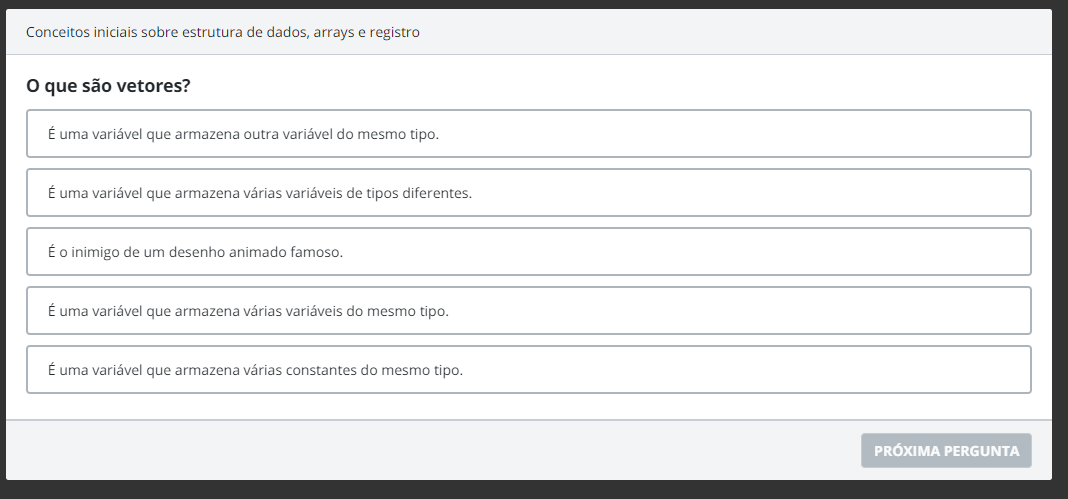 Conceitos iniciais sobre estrutura de dados, arrays e registro
O que são vetores?
É uma variável que armazena outra variável do mesmo tipo.
É uma variável que armazena várias variáveis de tipos diferentes.
É o inimigo de um desenho animado famoso.
É uma variável que armazena várias variáveis do mesmo tipo.
É uma variável que armazena várias constantes do mesmo tipo.
PRÓXIMA PERGUNTA